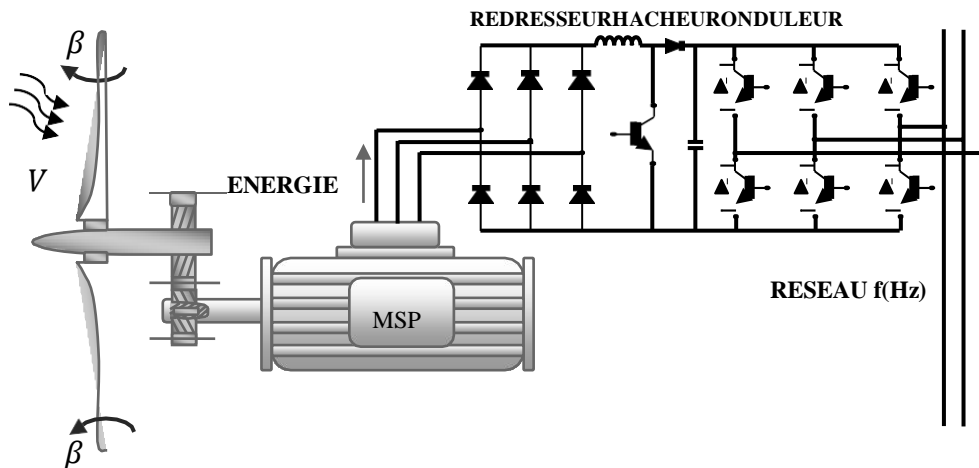 REDRESSEURHACHEURONDULEUR
β
V
ENERGIE
MSP
RESEAU f(Hz)
β